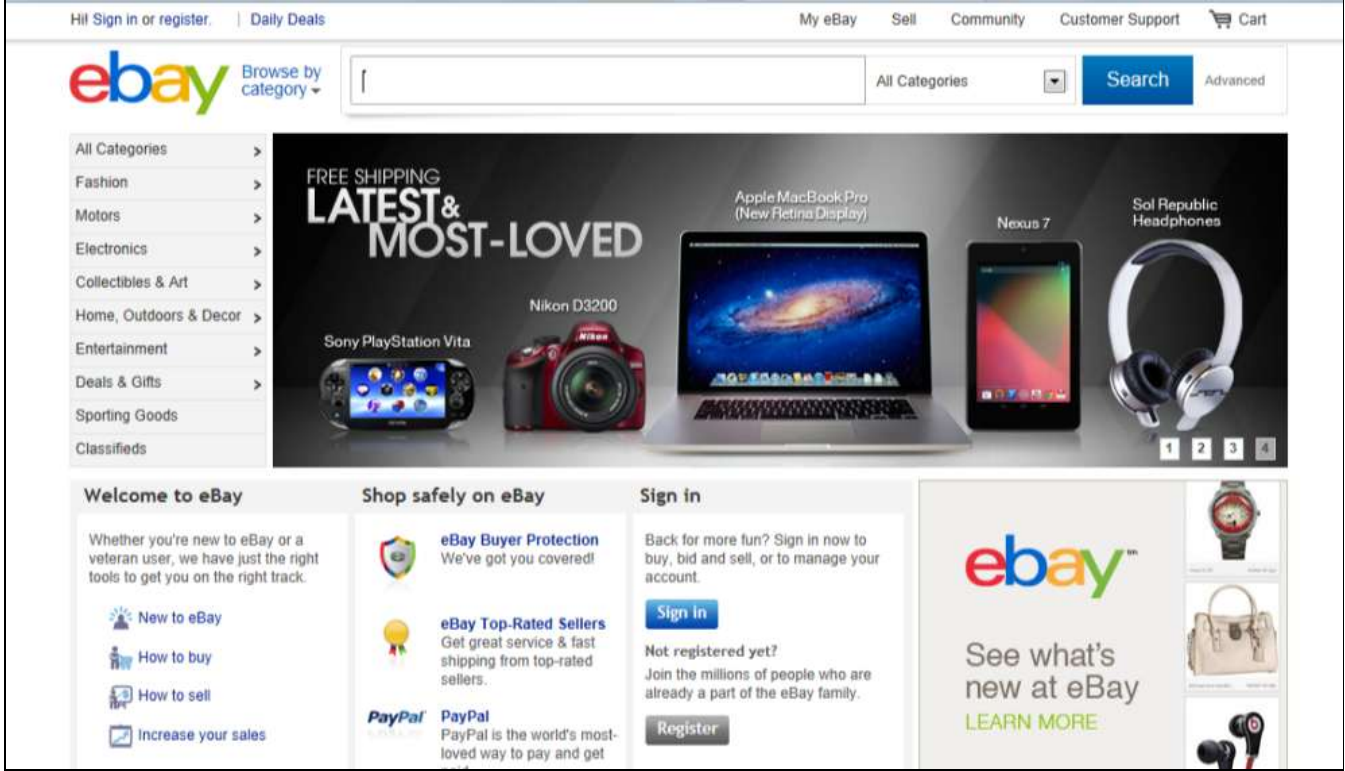 Hi! Sign in or register. | Daily Deals
My eBay Sell Community Customer Support Cart
ebay Browse by
category
All Categories Search Advanced
All Categories
Fashion
Motors
Electronics
Collectibles & Art
Home, Outdoors & Decor
Entertainment
Deals & Gifts
Sporting Goods
Classifieds
FREE SHIPPING
LATEST &
MOST-LOVED
Sony PlayStation Vita
Nikon D3200
Nikon
Apple MacBook Pro
(New Retina Display)
Nexus 7
Sol Republic
Headphones
1 2 3 4
Welcome to eBay
Whether you're new to eBay or a
veteran user, we have just the right
tools to get you on the right track.
New to eBay
How to buy
How to sell
Increase your sales
Shop safely on eBay
eBay Buyer Protection
We've got you covered!
eBay Top-Rated Sellers
Get great service & fast
shipping from top-rated
sellers.
PayPal PayPal
PayPal is the world's most-
loved way to pay and get
Sign in
Back for more fun? Sign in now to
buy, bid and sell, or to manage your
account.
Sign in
Not registered yet?
Join the millions of people who are
already a part of the eBay family.
Register
ebay™
See what's
new at eBay
LEARN MORE